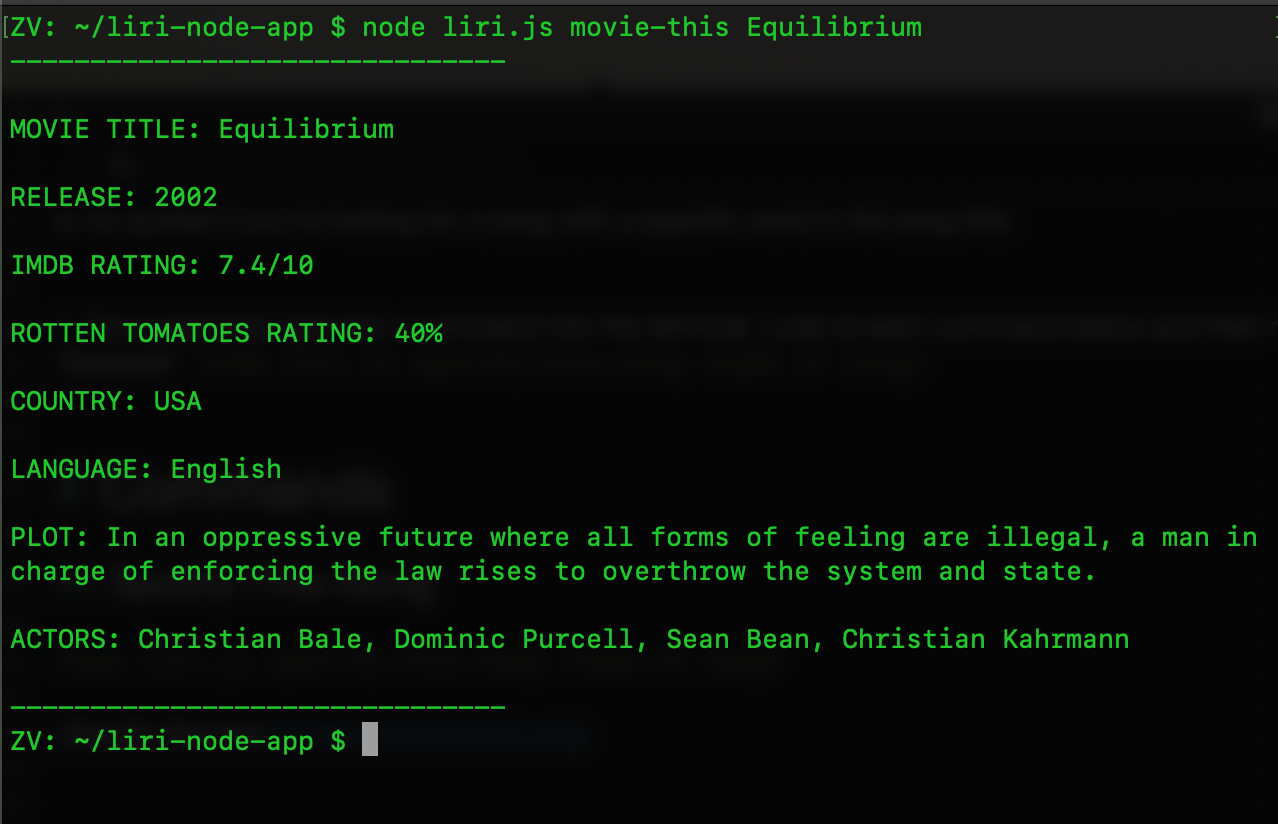 ZV: ~/liri-node-app $ node liri.js movie-this Equilibrium
-------------------------------
MOVIE TITLE: Equilibrium
RELEASE: 2002
IMDB RATING: 7.4/10
ROTTEN TOMATOES RATING: 40%
COUNTRY: USA
LANGUAGE: English
PLOT: In an oppressive future where all forms of feeling are illegal, a man in
charge of enforcing the law rises to overthrow the system and state.
ACTORS: Christian Bale, Dominic Purcell, Sean Bean, Christian Kahrmann
-------------------------------
ZV: ~/liri-node-app $